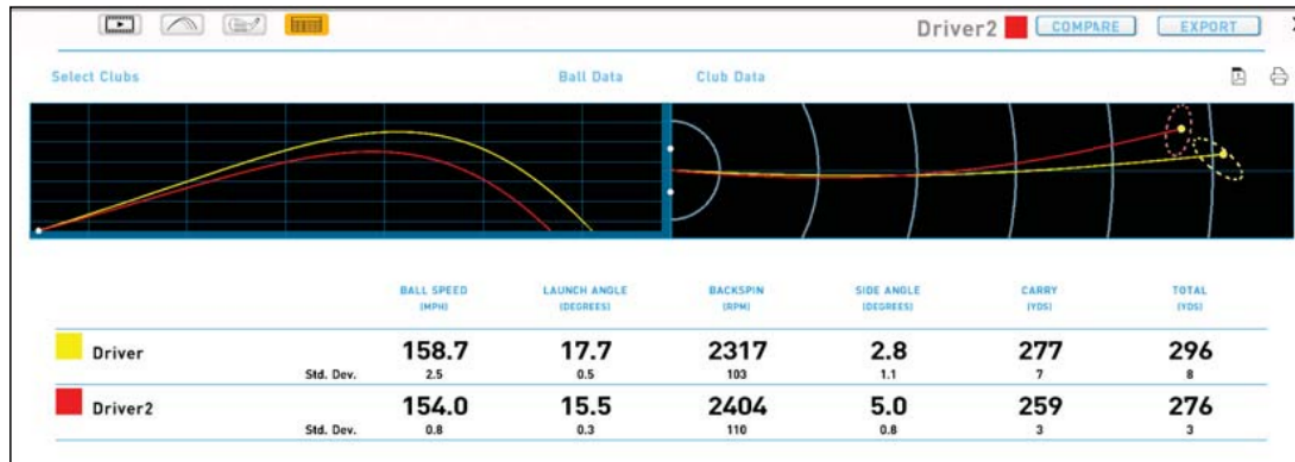 Driver2 COMPARE EXPORT
Select Clubs Ball Data Club Data
BALL SPEED LAUNCH ANGLE BACKSPIN SIDE ANGLE CARRY TOTAL
(MPH) (DEGREES) (RPM) (DEGREES) (YDS) (YDS)
Driver 158.7 17.7 2317 2.8 277 296
Std. Dev. 2.5 0.5 103 1.1 7 8
Driver2 154.0 15.5 2404 5.0 259 276
Std. Dev. 0.8 0.3 110 0.8 3 3